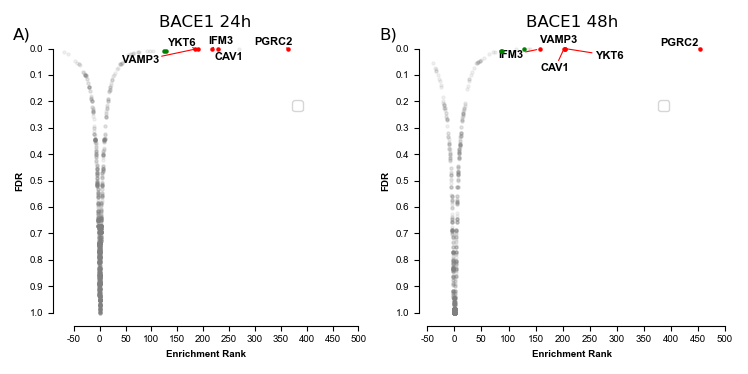 A)
BACE1 24h
YKT6
IFM3
PGRC2
VAMP3
CAV1
0.0
0.1
0.2
0.3
0.4
0.5
0.6
0.7
0.8
0.9
1.0
FDR
-50 0 50 100 150 200 250 300 350 400 450 500
Enrichment Rank
B)
BACE1 48h
VAMP3
PGRC2
IFM3
YKT6
CAV1
0.0
0.1
0.2
0.3
0.4
0.5
0.6
0.7
0.8
0.9
1.0
FDR
-50 0 50 100 150 200 250 300 350 400 450 500
Enrichment Rank